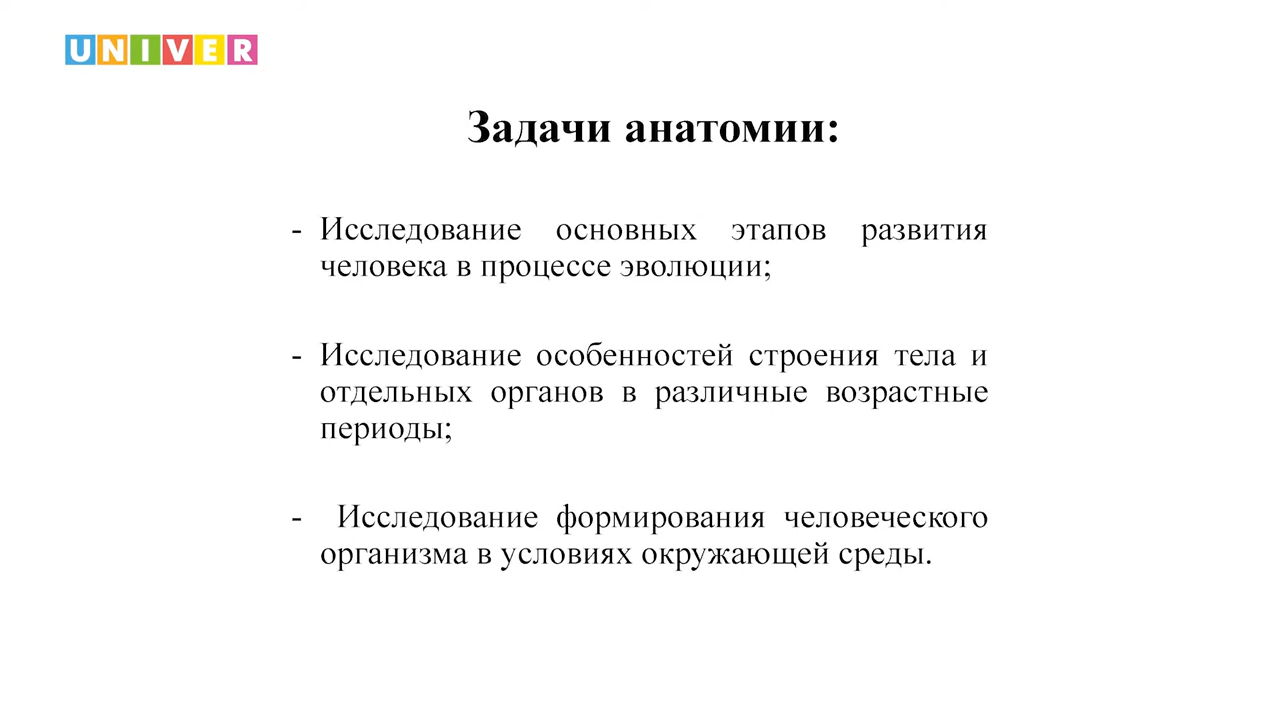 UNIVER
Задачи анатомии:
- Исследование основных этапов развития
человека в процессе эволюции;
- Исследование особенностей строения тела и
отдельных органов в различные возрастные
периоды;
- Исследование формирования человеческого
организма в условиях окружающей среды.